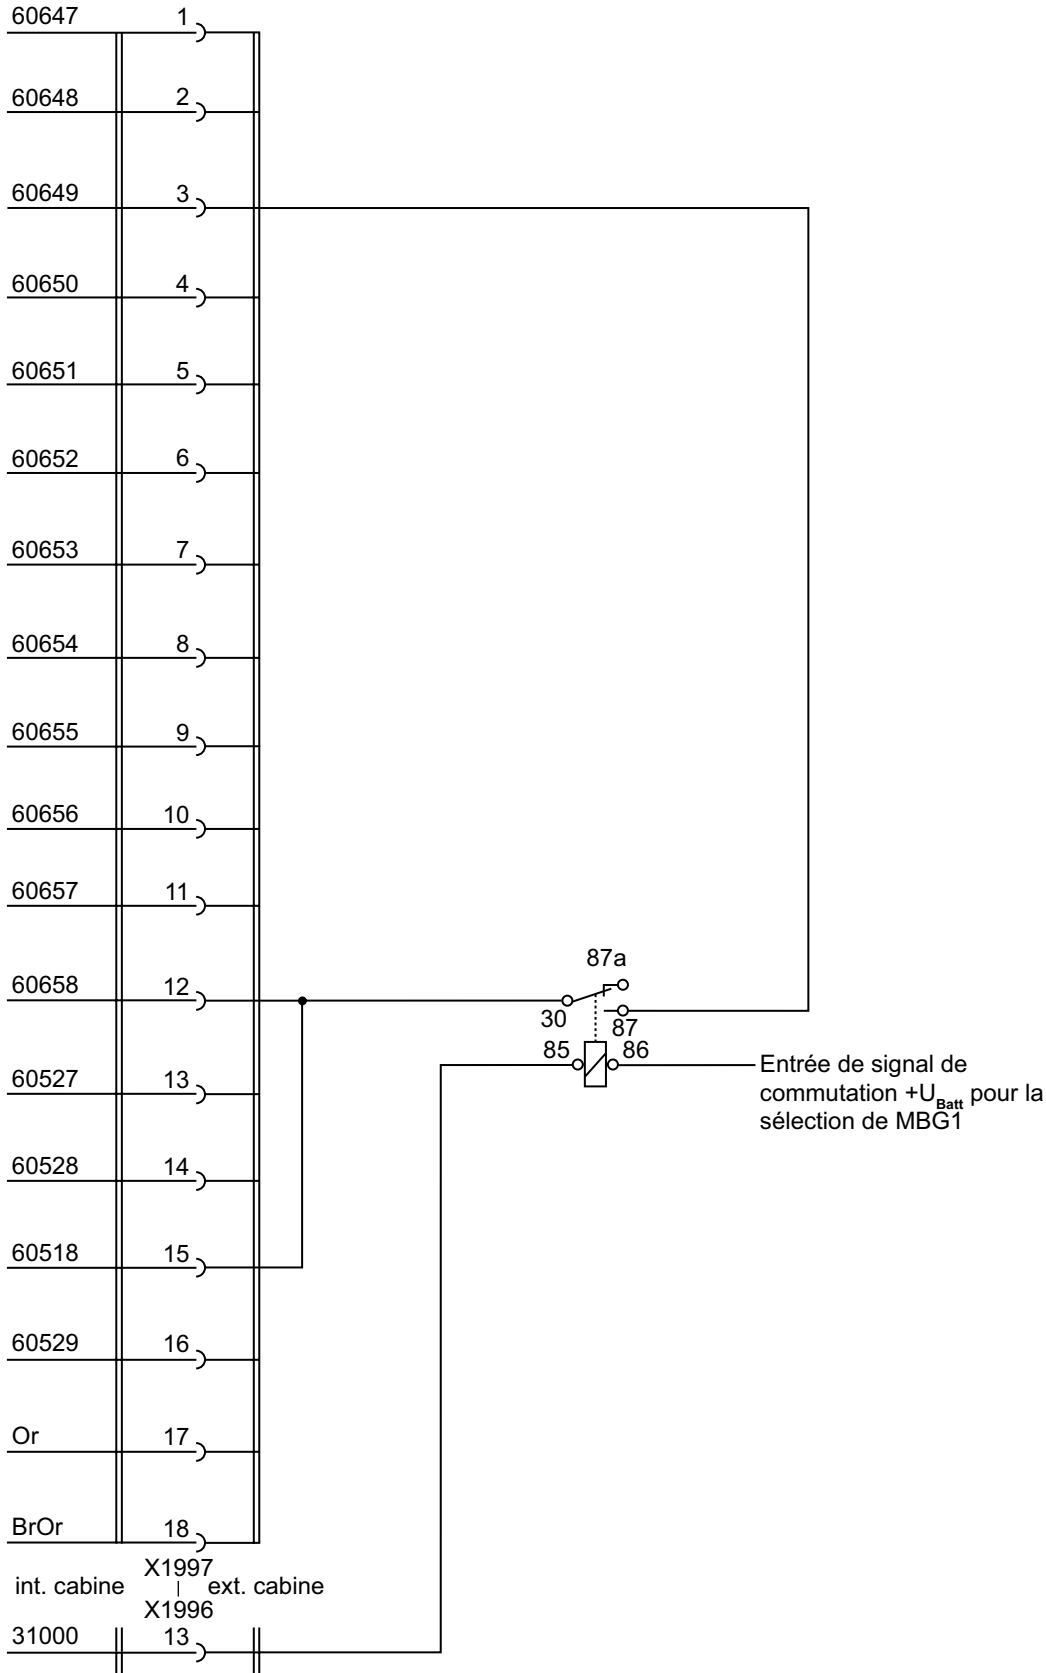 60647 1
60648 2
60649 3
60650 4
60651 5
60652 6
60653 7
60654 8
60655 9
60656 10
60657 11
87a
60658 12
30
87
85 86
Entrée de signal de
commutation +UBatt pour la
sélection de MBG1
60527 13
60528 14
60518 15
60529 16
Or 17
BrOr 18
X1997
int. cabine ext. cabine
X1996
31000 13